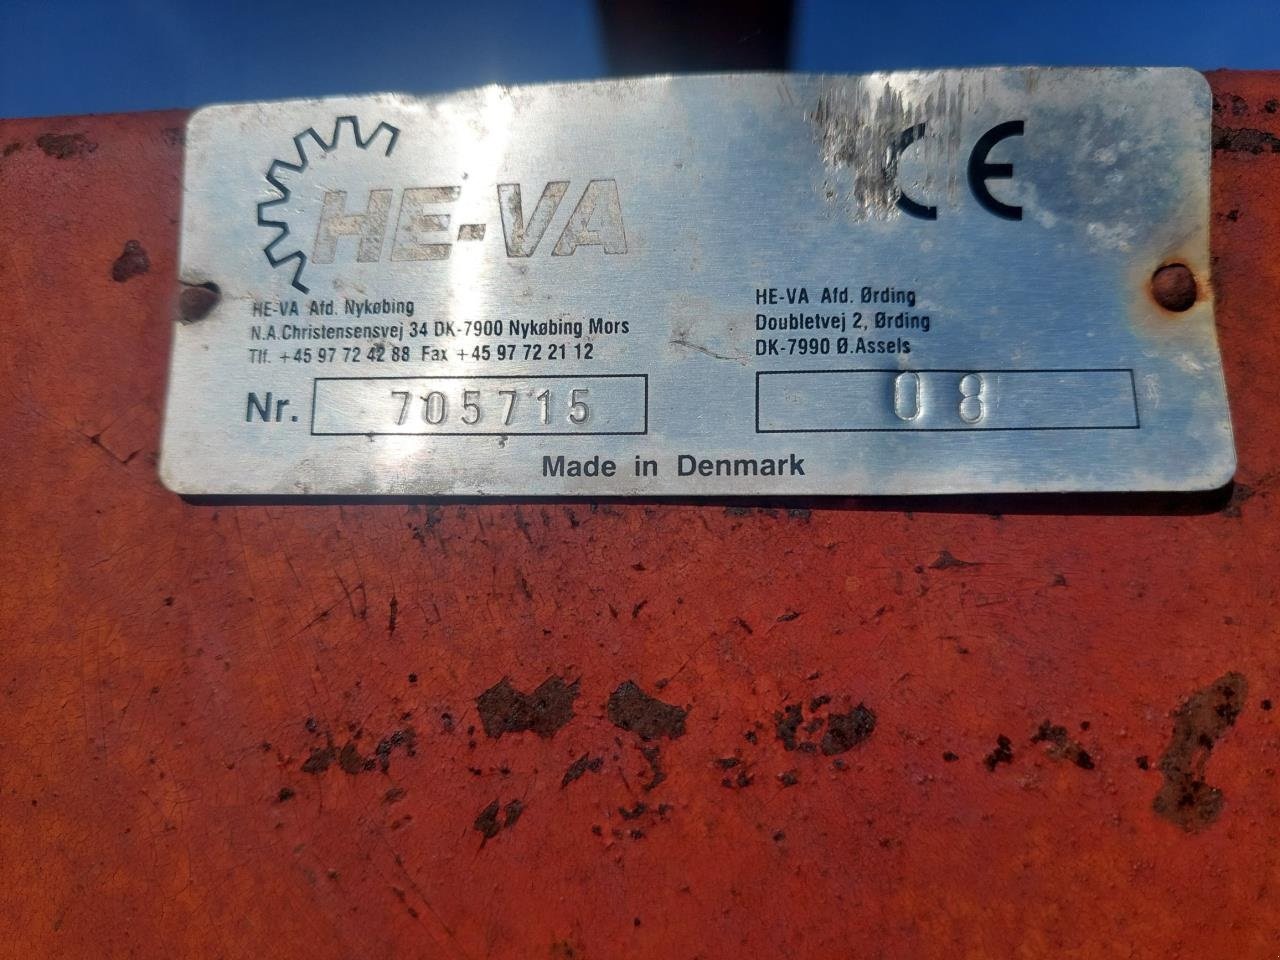 HE-VA
CE
HE-VA Afd. Nykøbing
N.A.Christensensvej 34 DK-7900 Nykøbing Mors
Tlf. +45 97 72 42 88 Fax +45 97 72 21 12
Nr. 705715
HE-VA Afd. Ørding
Doubletvej 2, Ørding
DK-7990 Ø.Assels
08
Made in Denmark